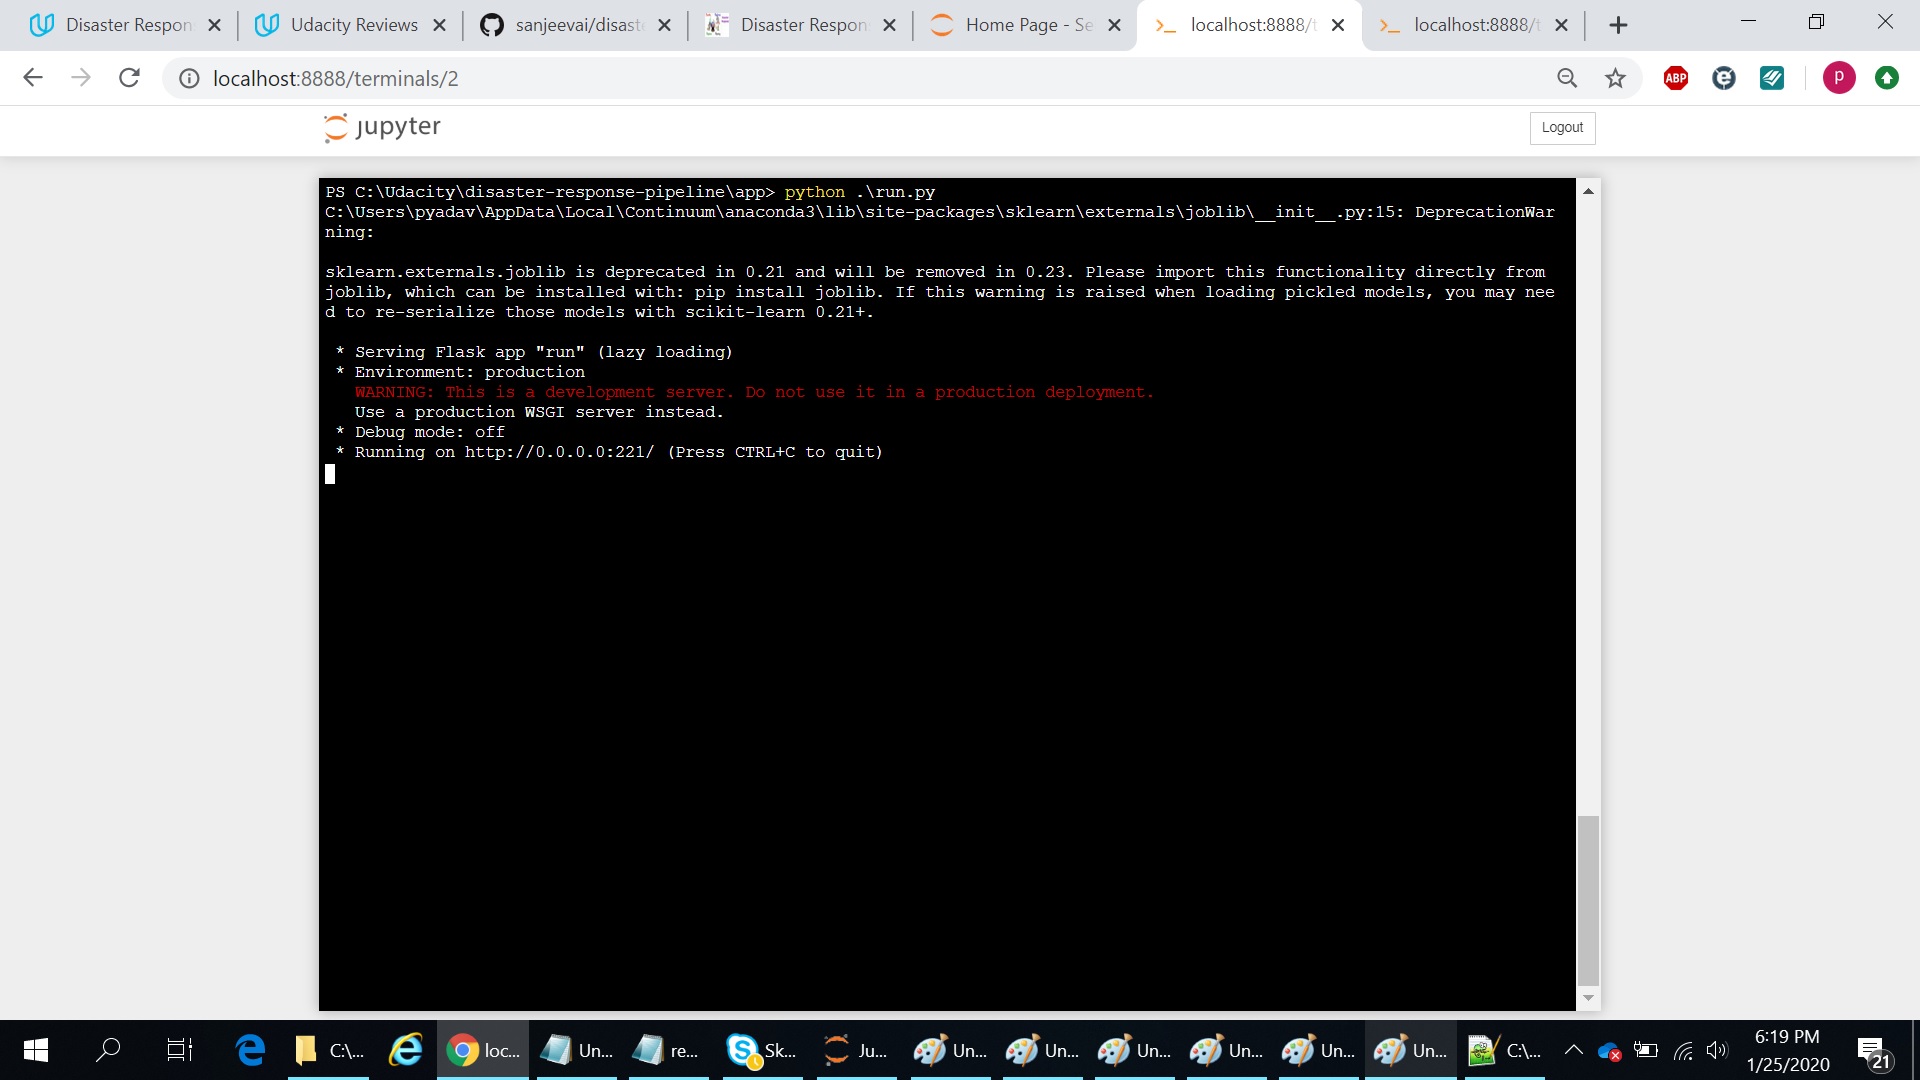 Disaster Respon
Udacity Reviews
sanjeevai/disaste
Disaster Respon
Home Page - Se
localhost:8888/t
localhost:8888/t
localhost:8888/terminals/2
ABP
p
jupyter
Logout
PS C:\Udacity\disaster-response-pipeline\app> python .\run.py
C:\Users\pyadav\AppData\Local\Continuum\anaconda3\lib\site-packages\sklearn\externals\joblib\__init__.py:15: DeprecationWar
ning:
sklearn.externals.joblib is deprecated in 0.21 and will be removed in 0.23. Please import this functionality directly from
joblib, which can be installed with: pip install joblib. If this warning is raised when loading pickled models, you may nee
d to re-serialize those models with scikit-learn 0.21+.
* Serving Flask app "run" (lazy loading)
* Environment: production
WARNING: This is a development server. Do not use it in a production deployment.
Use a production WSGI server instead.
* Debug mode: off
* Running on http://0.0.0.0:221/ (Press CTRL+C to quit)
C:\...
loc...
Un...
re...
Sk...
Ju...
Un...
Un...
Un...
Un...
Un...
Un...
C:\...
6:19 PM
1/25/2020
21